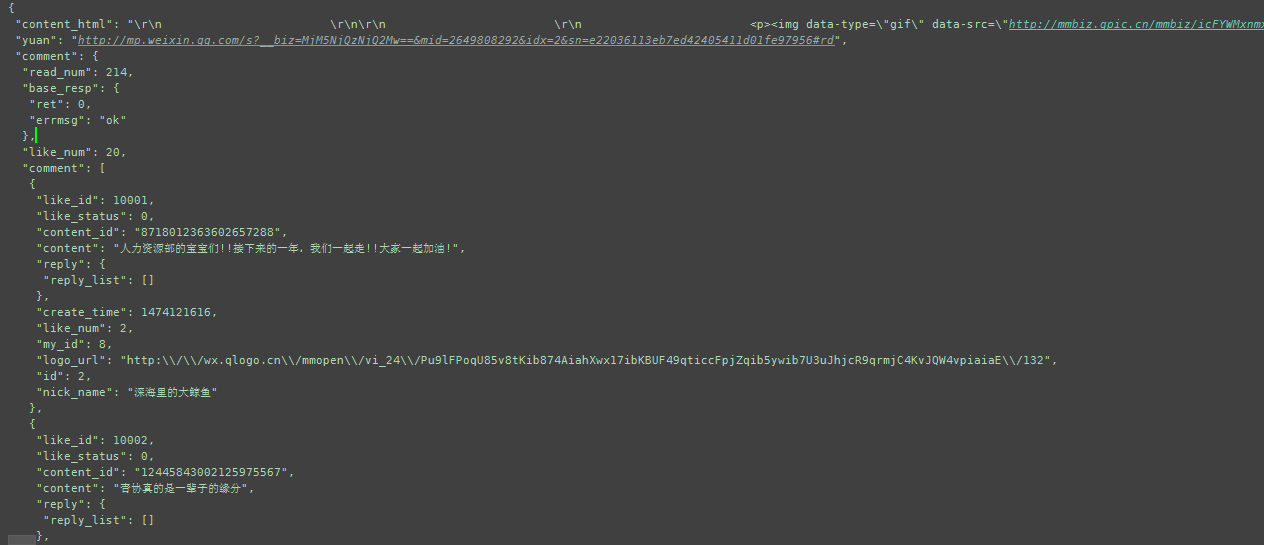 {
"content_html": "\r\n \r\n\r\n \r\n <p><img data-type=\"gif\" data-src=\"http://mmbiz.qpic.cn/mmbiz/icFYWMxnmx
"yuan": "http://mp.weixin.qq.com/s?__biz=MjM5NjQzNjQ2Mw==&mid=2649808292&idx=2&sn=e22036113eb7ed42405411d01fe97956#rd",
"comment": {
"read_num": 214,
"base_resp": {
"ret": 0,
"errmsg": "ok"
},
"like_num": 20,
"comment": [
{
"like_id": 10001,
"like_status": 0,
"content_id": "8718012363602657288",
"content": "人力资源部的宝宝们!!接下来的一年，我们一起走!!大家一起加油!",
"reply": {
"reply_list": []
},
"create_time": 1474121616,
"like_num": 2,
"my_id": 8,
"logo_url": "http:\\/\\/wx.qlogo.cn\\/mmopen\\/vi_24\\/Pu9lFPoqU85v8tKib874AiahXwx17ibKBUF49qticcFpjZqib5ywib7U3uJhjcR9qrmjC4KvJQW4vpiaiaE\\/132",
"id": 2,
"nick_name": "深海里的大鲸鱼"
},
{
"like_id": 10002,
"like_status": 0,
"content_id": "12445843002125975567",
"content": "青协真的是一辈子的缘分",
"reply": {
"reply_list": []
},